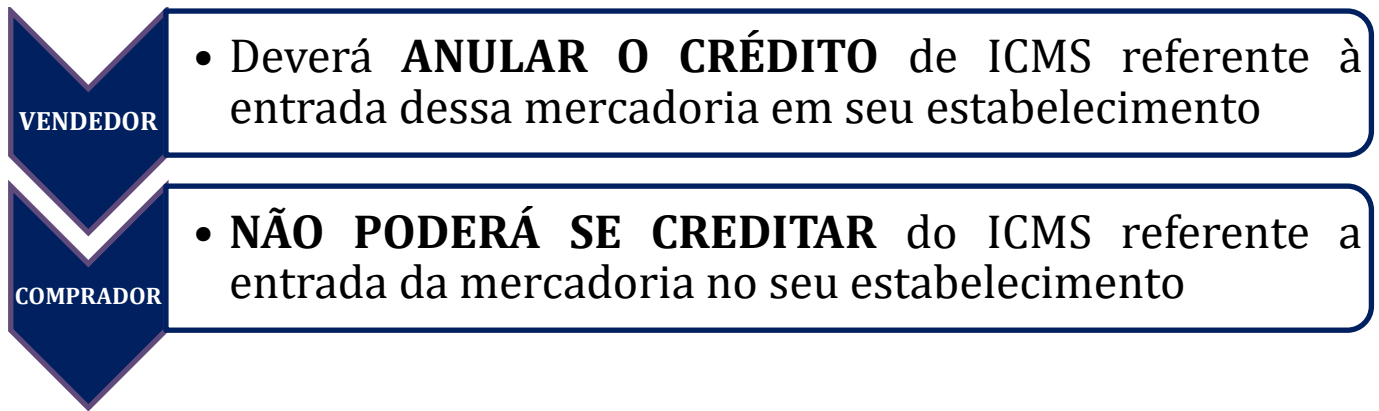 VENDEDOR
• Deverá ANULAR O CRÉDITO de ICMS referente à
entrada dessa mercadoria em seu estabelecimento
COMPRADOR
• NÃO PODERÁ SE CREDITAR do ICMS referente a
entrada da mercadoria no seu estabelecimento